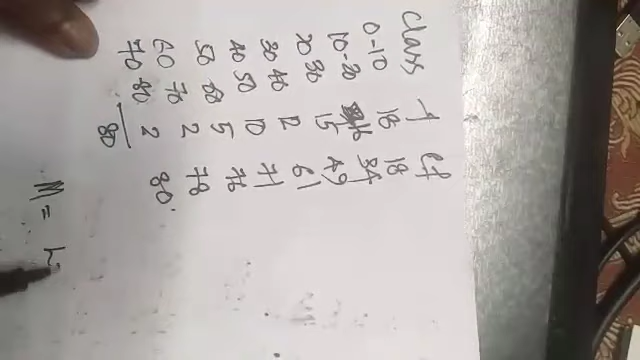 Class f cf
0-10 18 18
10-20 16 34
20 30 15 49
30 40 12 61
40 50 10 71
50 60 5 76
60 70 2 78
70 80 2 80
80
M = L